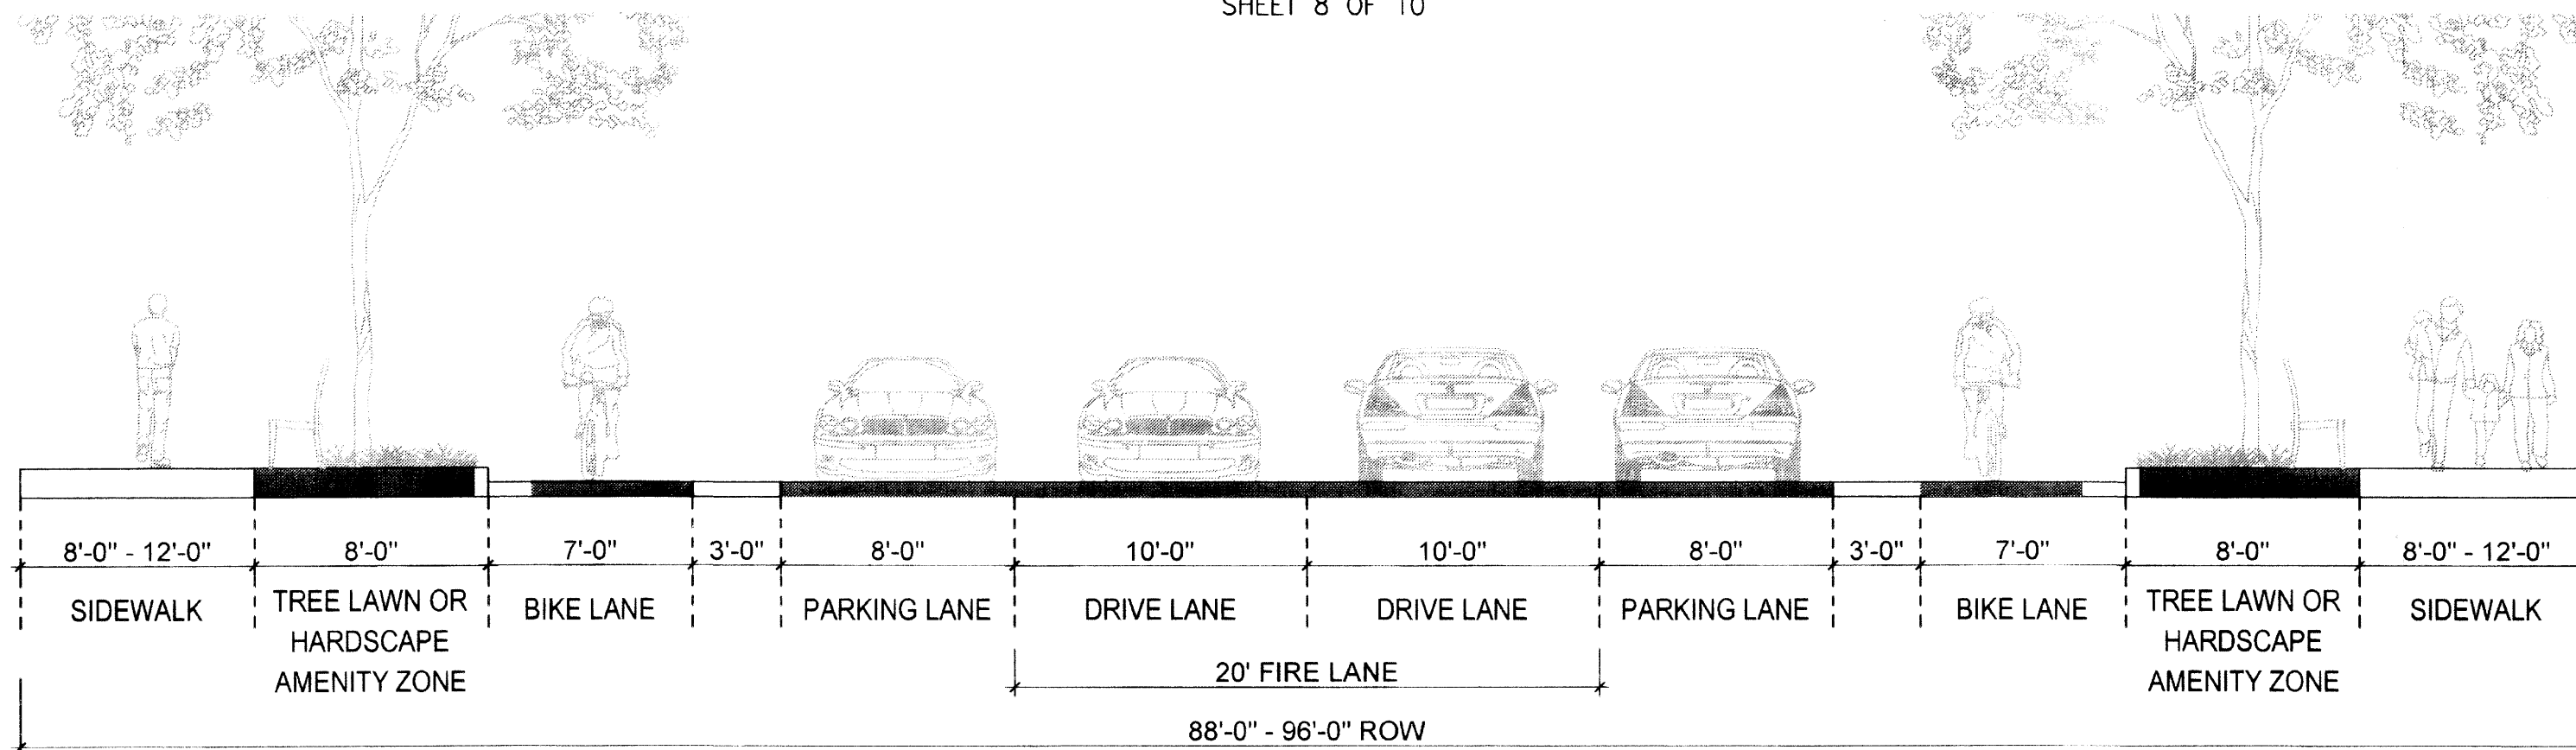 SHEET 8 OF 10
8'-0" - 12'-0" 8'-0" 7'-0" 3'-0" 8'-0" 10'-0" 10'-0" 8'-0" 3'-0" 7'-0" 8'-0" 8'-0" - 12'-0"
SIDEWALK
TREE LAWN OR
HARDSCAPE
AMENITY ZONE
BIKE LANE
PARKING LANE
DRIVE LANE
DRIVE LANE
PARKING LANE
BIKE LANE
TREE LAWN OR
HARDSCAPE
AMENITY ZONE
SIDEWALK
20' FIRE LANE
88'-0" - 96'-0" ROW